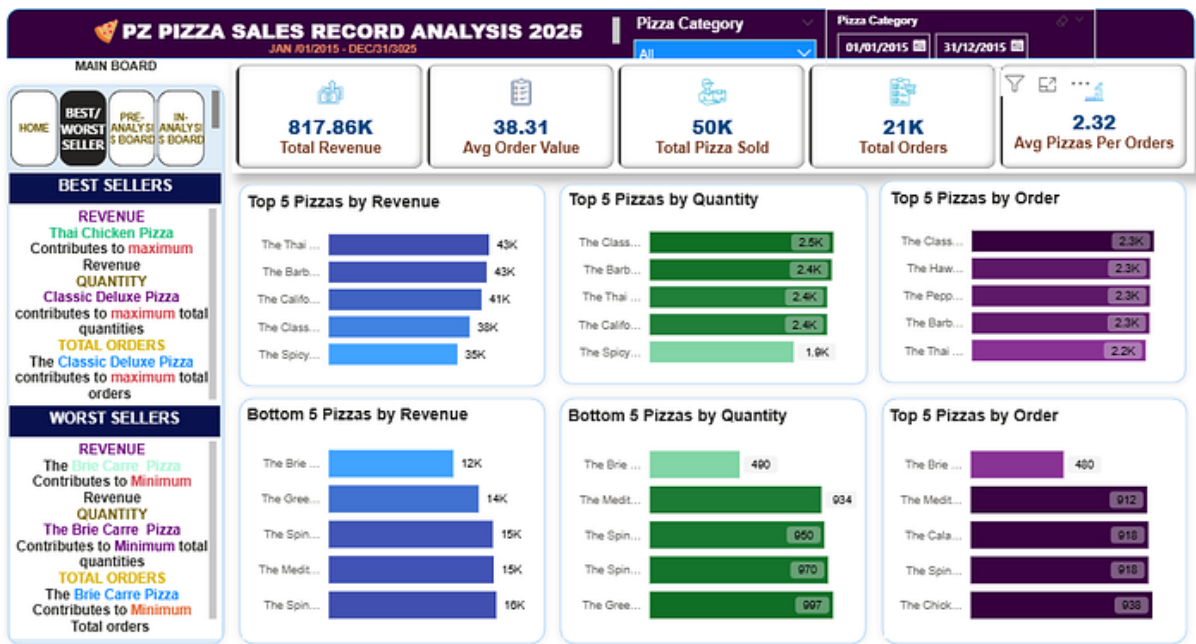 PZ PIZZA SALES RECORD ANALYSIS 2025
JAN /01/2015 - DEC/31/3025
Pizza Category
All
Pizza Category
01/01/2015
31/12/2015
MAIN BOARD
HOME
BEST/
WORST
SELLER
PRE-
ANALYSI
S BOARD
IN-
ANALYSI
S BOARD
817.86K
Total Revenue
38.31
Avg Order Value
50K
Total Pizza Sold
21K
Total Orders
2.32
Avg Pizzas Per Orders
BEST SELLERS
REVENUE
Thai Chicken Pizza
Contributes to maximum
Revenue
QUANTITY
Classic Deluxe Pizza
contributes to maximum total
quantities
TOTAL ORDERS
The Classic Deluxe Pizza
contributes to maximum total
orders
WORST SELLERS
REVENUE
The Brie Carre Pizza
Contributes to Minimum
Revenue
QUANTITY
The Brie Carre Pizza
Contributes to Minimum total
quantities
TOTAL ORDERS
The Brie Carre Pizza
Contributes to Minimum
Total orders
Top 5 Pizzas by Revenue
The Thai ... 43K
The Barb... 43K
The Califo... 41K
The Class... 38K
The Spicy... 35K
Top 5 Pizzas by Quantity
The Class... 2.5K
The Barb... 2.4K
The Thai ... 2.4K
The Califo... 2.4K
The Spicy... 1.9K
Top 5 Pizzas by Order
The Class... 2.3K
The Haw... 2.3K
The Pepp... 2.3K
The Barb... 2.3K
The Thai ... 2.2K
Bottom 5 Pizzas by Revenue
The Brie ... 12K
The Gree... 14K
The Spin... 15K
The Medit... 15K
The Spin... 16K
Bottom 5 Pizzas by Quantity
The Brie ... 490
The Medit... 934
The Spin... 950
The Spin... 970
The Gree... 997
Top 5 Pizzas by Order
The Brie ... 480
The Medit... 912
The Cala... 918
The Spin... 918
The Chick... 938